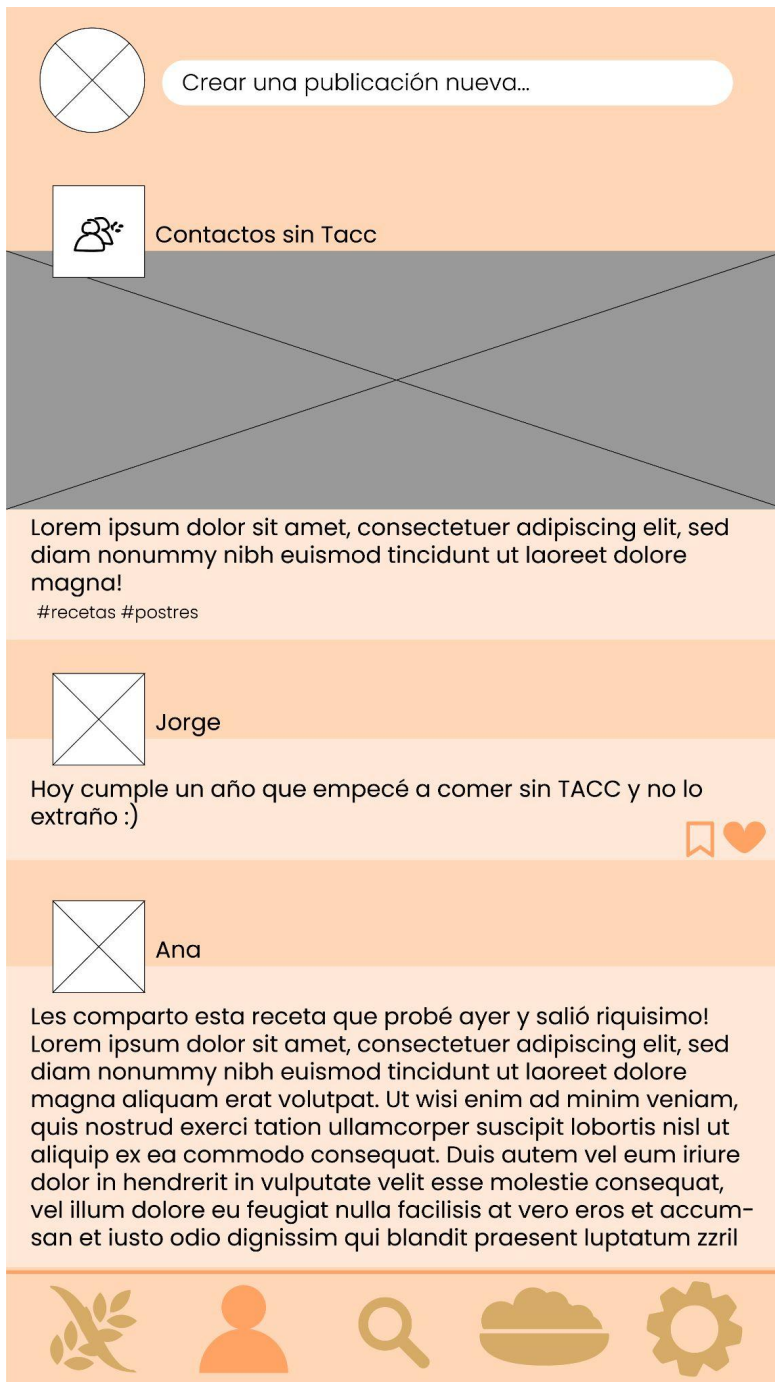 Crear una publicación nueva...
Contactos sin Tacc
Lorem ipsum dolor sit amet, consectetuer adipiscing elit, sed
diam nonummy nibh euismod tincidunt ut laoreet dolore
magna!
#recetas #postres
Jorge
Hoy cumple un año que empecé a comer sin TACC y no lo
extraño :)
Ana
Les comparto esta receta que probé ayer y salió riquisimo!
Lorem ipsum dolor sit amet, consectetuer adipiscing elit, sed
diam nonummy nibh euismod tincidunt ut laoreet dolore
magna aliquam erat volutpat. Ut wisi enim ad minim veniam,
quis nostrud exerci tation ullamcorper suscipit lobortis nisl ut
aliquip ex ea commodo consequat. Duis autem vel eum iriure
dolor in hendrerit in vulputate velit esse molestie consequat,
vel illum dolore eu feugiat nulla facilisis at vero eros et accum-
san et iusto odio dignissim qui blandit praesent luptatum zzril